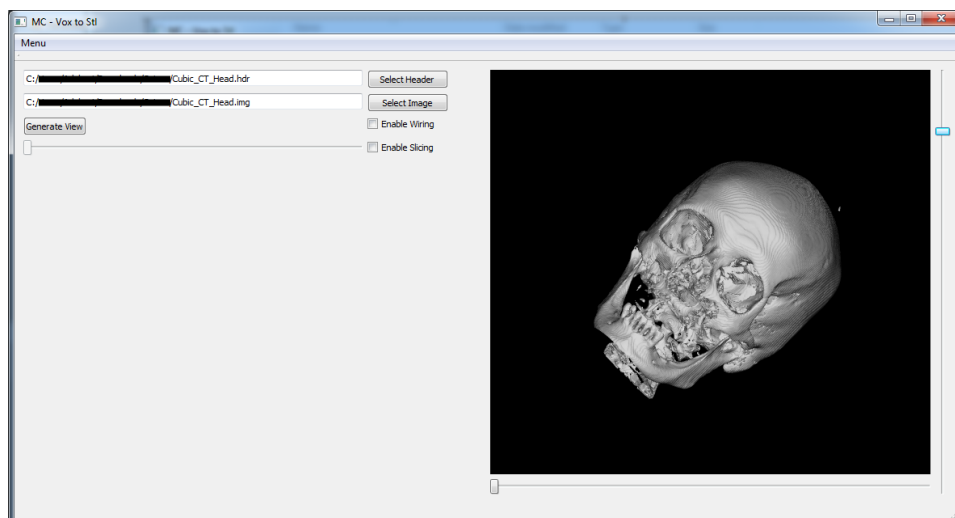 MC - Vox to Stl
Menu
C:/ /Cubic_CT_Head.hdr
Select Header
C:/ /Cubic_CT_Head.img
Select Image
Generate View
Enable Wiring
Enable Slicing